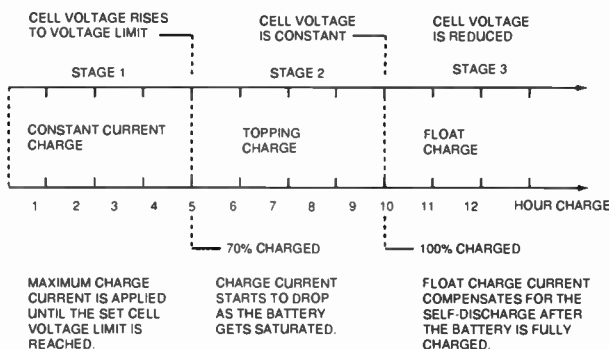 CELL VOLTAGE RISES
TO VOLTAGE LIMIT
CELL VOLTAGE
IS CONSTANT
CELL VOLTAGE
IS REDUCED
STAGE 1
STAGE 2
STAGE 3
CONSTANT CURRENT
CHARGE
TOPPING
CHARGE
FLOAT
CHARGE
1 2 3 4 5 6 7 8 9 10 11 12 HOUR CHARGE
70% CHARGED
100% CHARGED
MAXIMUM CHARGE
CURRENT IS APPLIED
UNTIL THE SET CELL
VOLTAGE LIMIT IS
REACHED.
CHARGE CURRENT
STARTS TO DROP
AS THE BATTERY
GETS SATURATED.
FLOAT CHARGE CURRENT
COMPENSATES FOR THE
SELF-DISCHARGE AFTER
THE BATTERY IS FULLY
CHARGED.